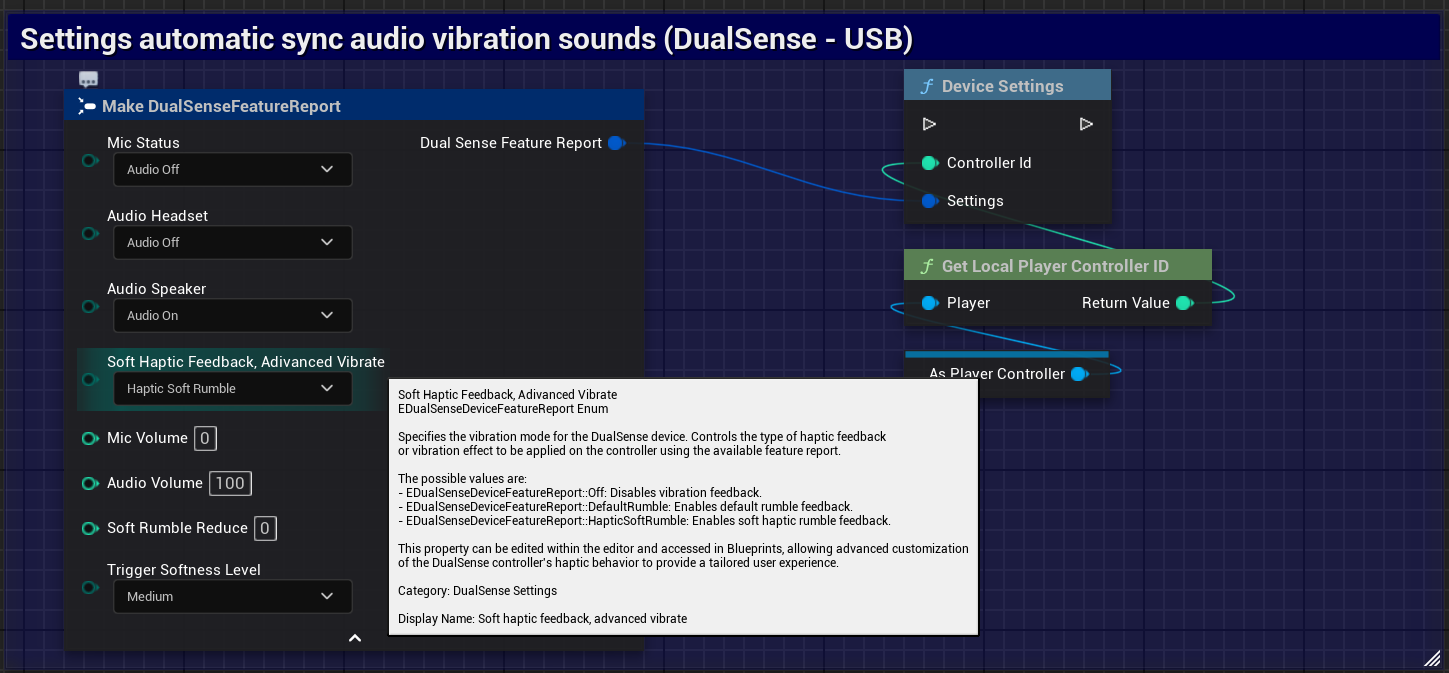 Settings automatic sync audio vibration sounds (DualSense - USB)
Make DualSenseFeatureReport
Mic Status
Audio Off
Dual Sense Feature Report
Audio Headset
Audio Off
Audio Speaker
Audio On
Soft Haptic Feedback, Adivanced Vibrate
Haptic Soft Rumble
Mic Volume 0
Audio Volume 100
Soft Rumble Reduce 0
Trigger Softness Level
Medium
Device Settings
Controller Id
Settings
Get Local Player Controller ID
Player Return Value
As Player Controller
Soft Haptic Feedback, Adivanced Vibrate
EDualSenseDeviceFeatureReport Enum
Specifies the vibration mode for the DualSense device. Controls the type of haptic feedback
or vibration effect to be applied on the controller using the available feature report.
The possible values are:
- EDualSenseDeviceFeatureReport::Off: Disables vibration feedback.
- EDualSenseDeviceFeatureReport::DefaultRumble: Enables default rumble feedback.
- EDualSenseDeviceFeatureReport::HapticSoftRumble: Enables soft haptic rumble feedback.
This property can be edited within the editor and accessed in Blueprints, allowing advanced customization
of the DualSense controller's haptic behavior to provide a tailored user experience.
Category: DualSense Settings
Display Name: Soft haptic feedback, advanced vibrate